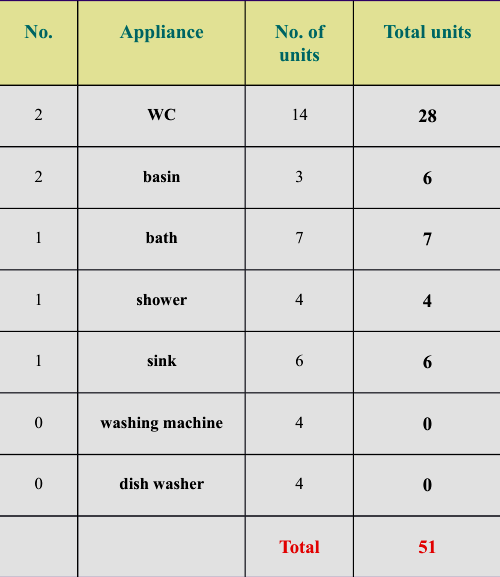 No. Appliance No. of units Total units
2 WC 14 28
2 basin 3 6
1 bath 7 7
1 shower 4 4
1 sink 6 6
0 washing machine 4 0
0 dish washer 4 0
Total 51